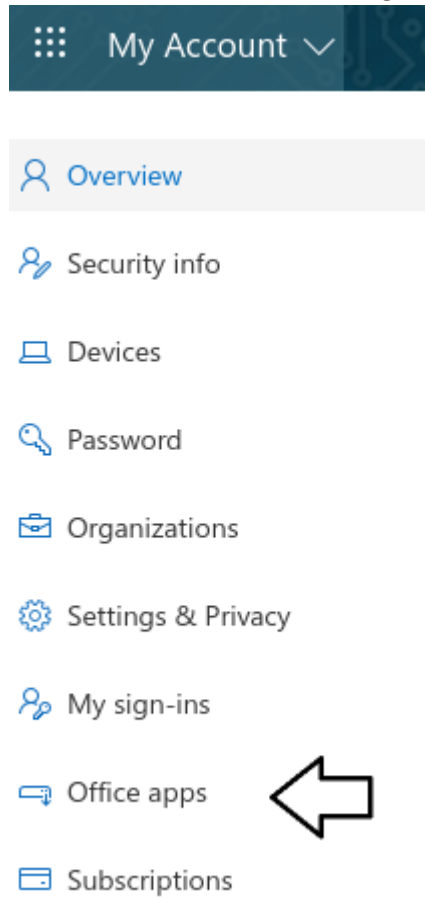 My Account
Overview
Security info
Devices
Password
Organizations
Settings & Privacy
My sign-ins
Office apps
Subscriptions